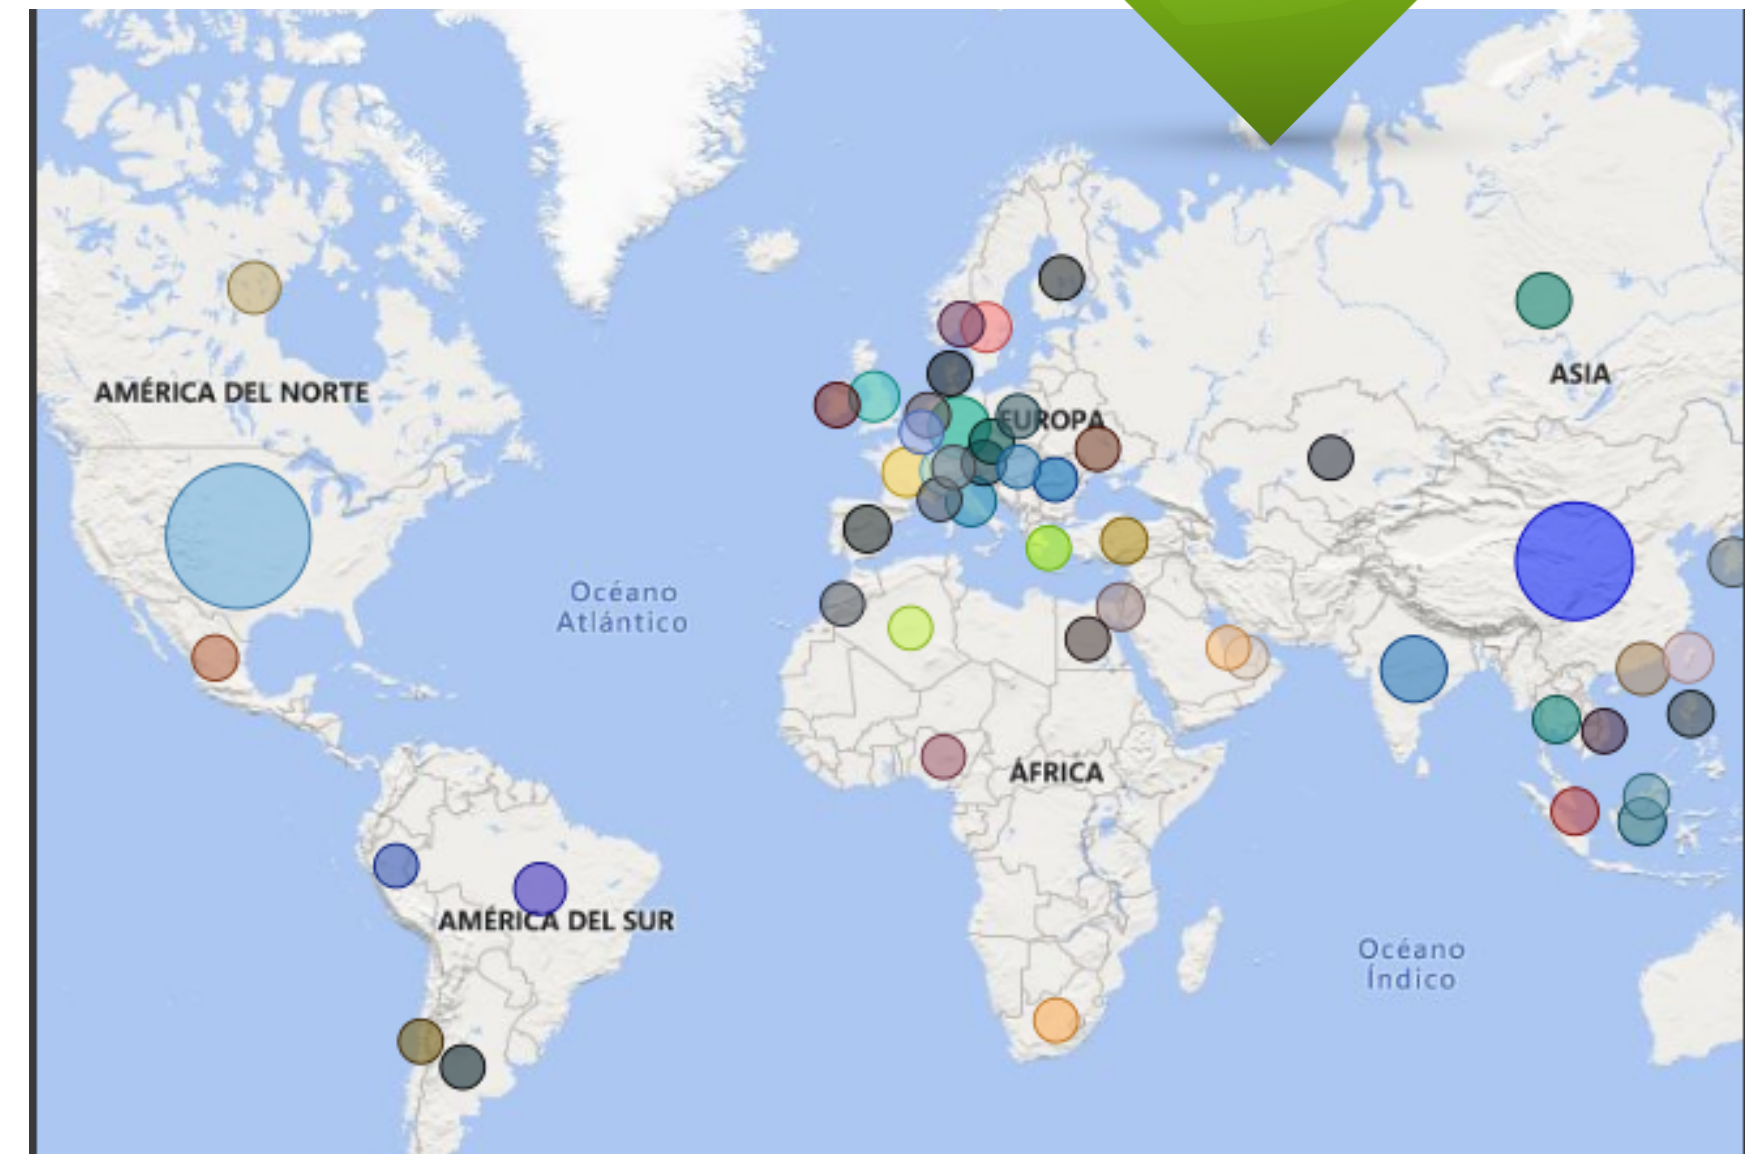 ASIA
AMÉRICA DEL NORTE
EUROPA
Océano
Atlántico
ÁFRICA
AMÉRICA DEL SUR
Océano
Índico